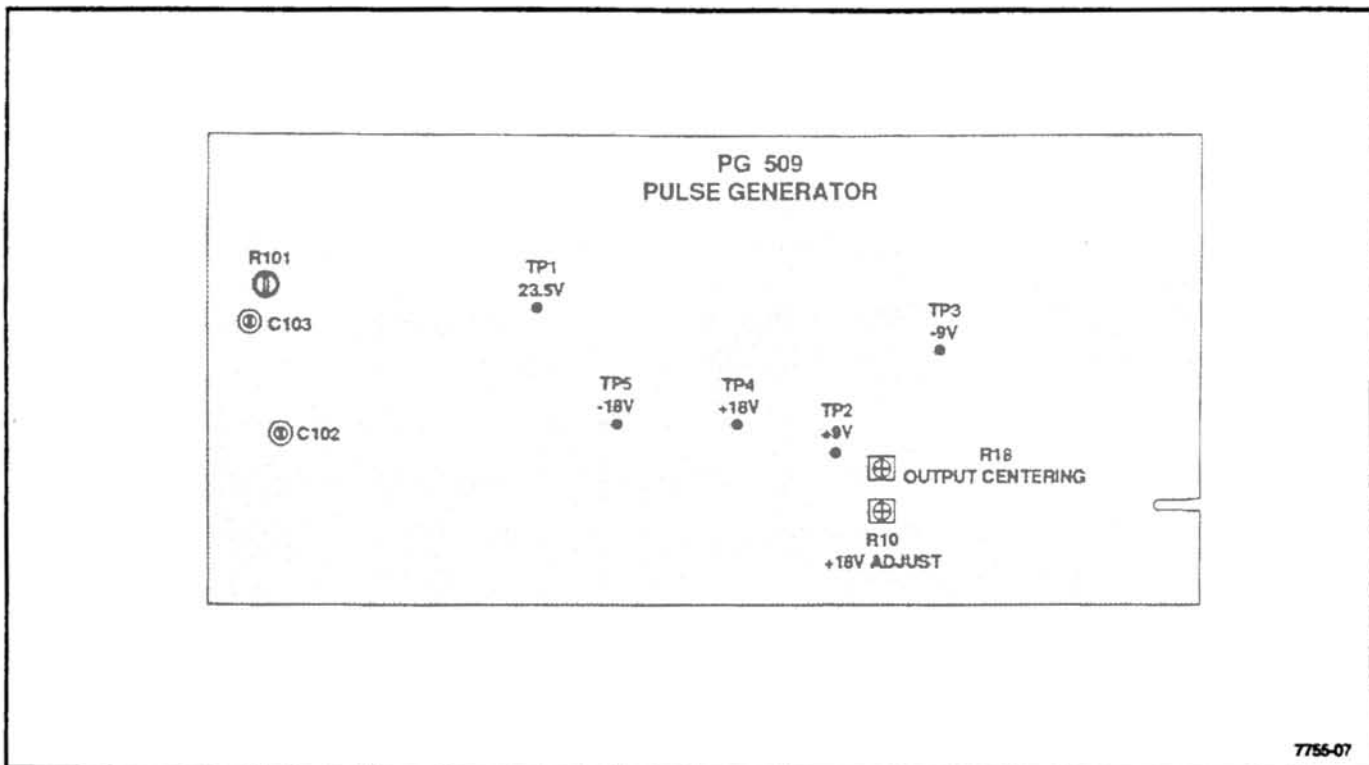 PG 509
PULSE GENERATOR
R101
C103
C102
TP1
23.5V
TP5
-18V
TP4
+18V
TP2
+9V
TP3
-9V
R18
OUTPUT CENTERING
R10
+18V ADJUST
7755-07